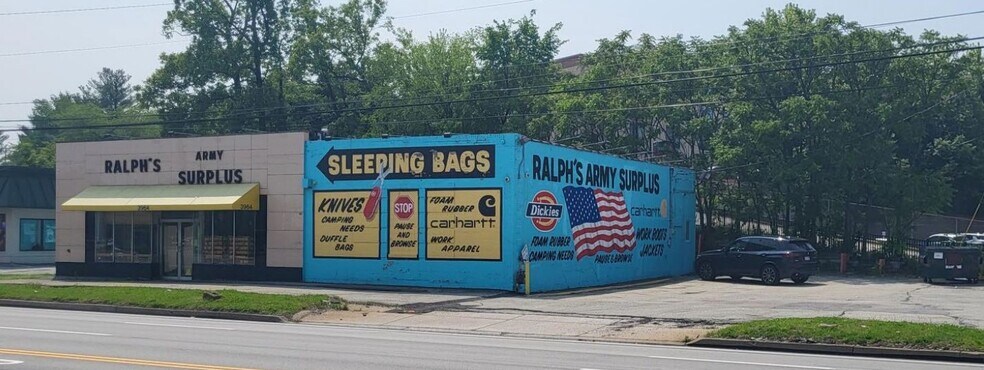 RALPH'S ARMY SURPLUS
SLEEPING BAGS
KNIVES
CAMPING
NEEDS
DUFFLE
BAGS
STOP
PAUSE
AND
BROWSE
FOAM
RUBBER
carhartt
WORK
APPAREL
RALPH'S ARMY SURPLUS
Dickies
FOAM RUBBER
CAMPING NEEDS
PAUSE & BROWSE
carhartt
WORK BOOTS
JACKETS